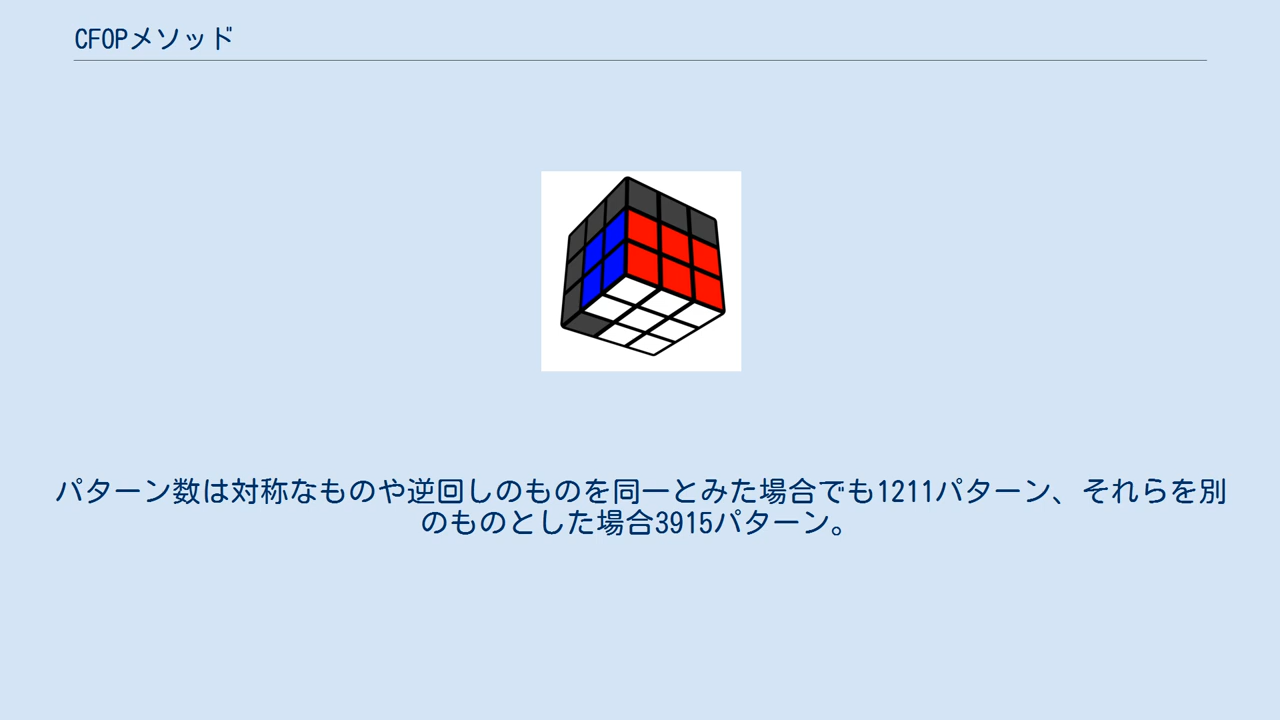 CFOPメソッド
パターン数は対称なものや逆回しのものを同一とみた場合でも1211パターン、それらを別
のものとした場合3915パターン。